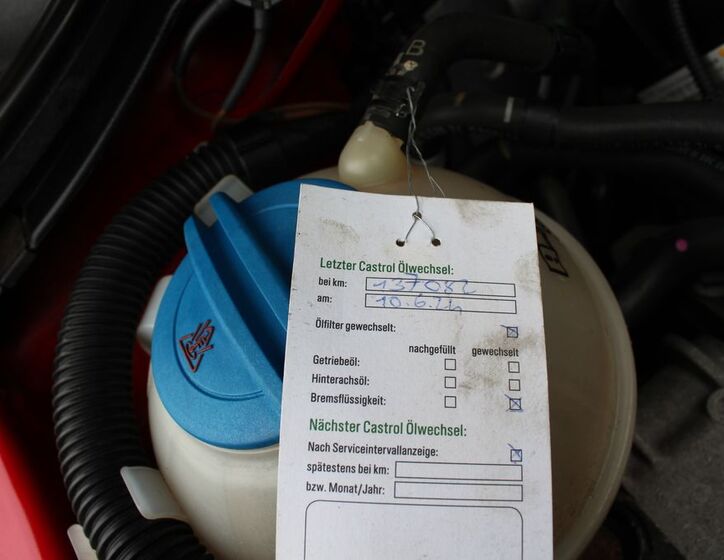 Letzter Castrol Ölwechsel:
bei km: 137082
am: 10.6.24
Ölfilter gewechselt:
nachgefüllt gewechselt
Getriebeöl:
Hinterachsöl:
Bremsflüssigkeit:
Nächster Castrol Ölwechsel:
Nach Serviceintervallanzeige:
spätestens bei km:
bzw. Monat/Jahr: